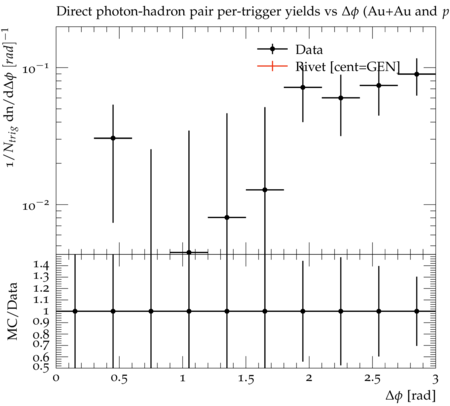 Direct photon-hadron pair per-trigger yields vs Δϕ (Au+Au and p
Data
Rivet [cent=GEN]
1/N_trig dn/dΔϕ [rad]⁻¹
10⁻¹
10⁻²
MC/Data
1.4
1.3
1.2
1.1
1
0.9
0.8
0.7
0.6
0.5
0 0.5 1.0 1.5 2.0 2.5 3
Δϕ [rad]